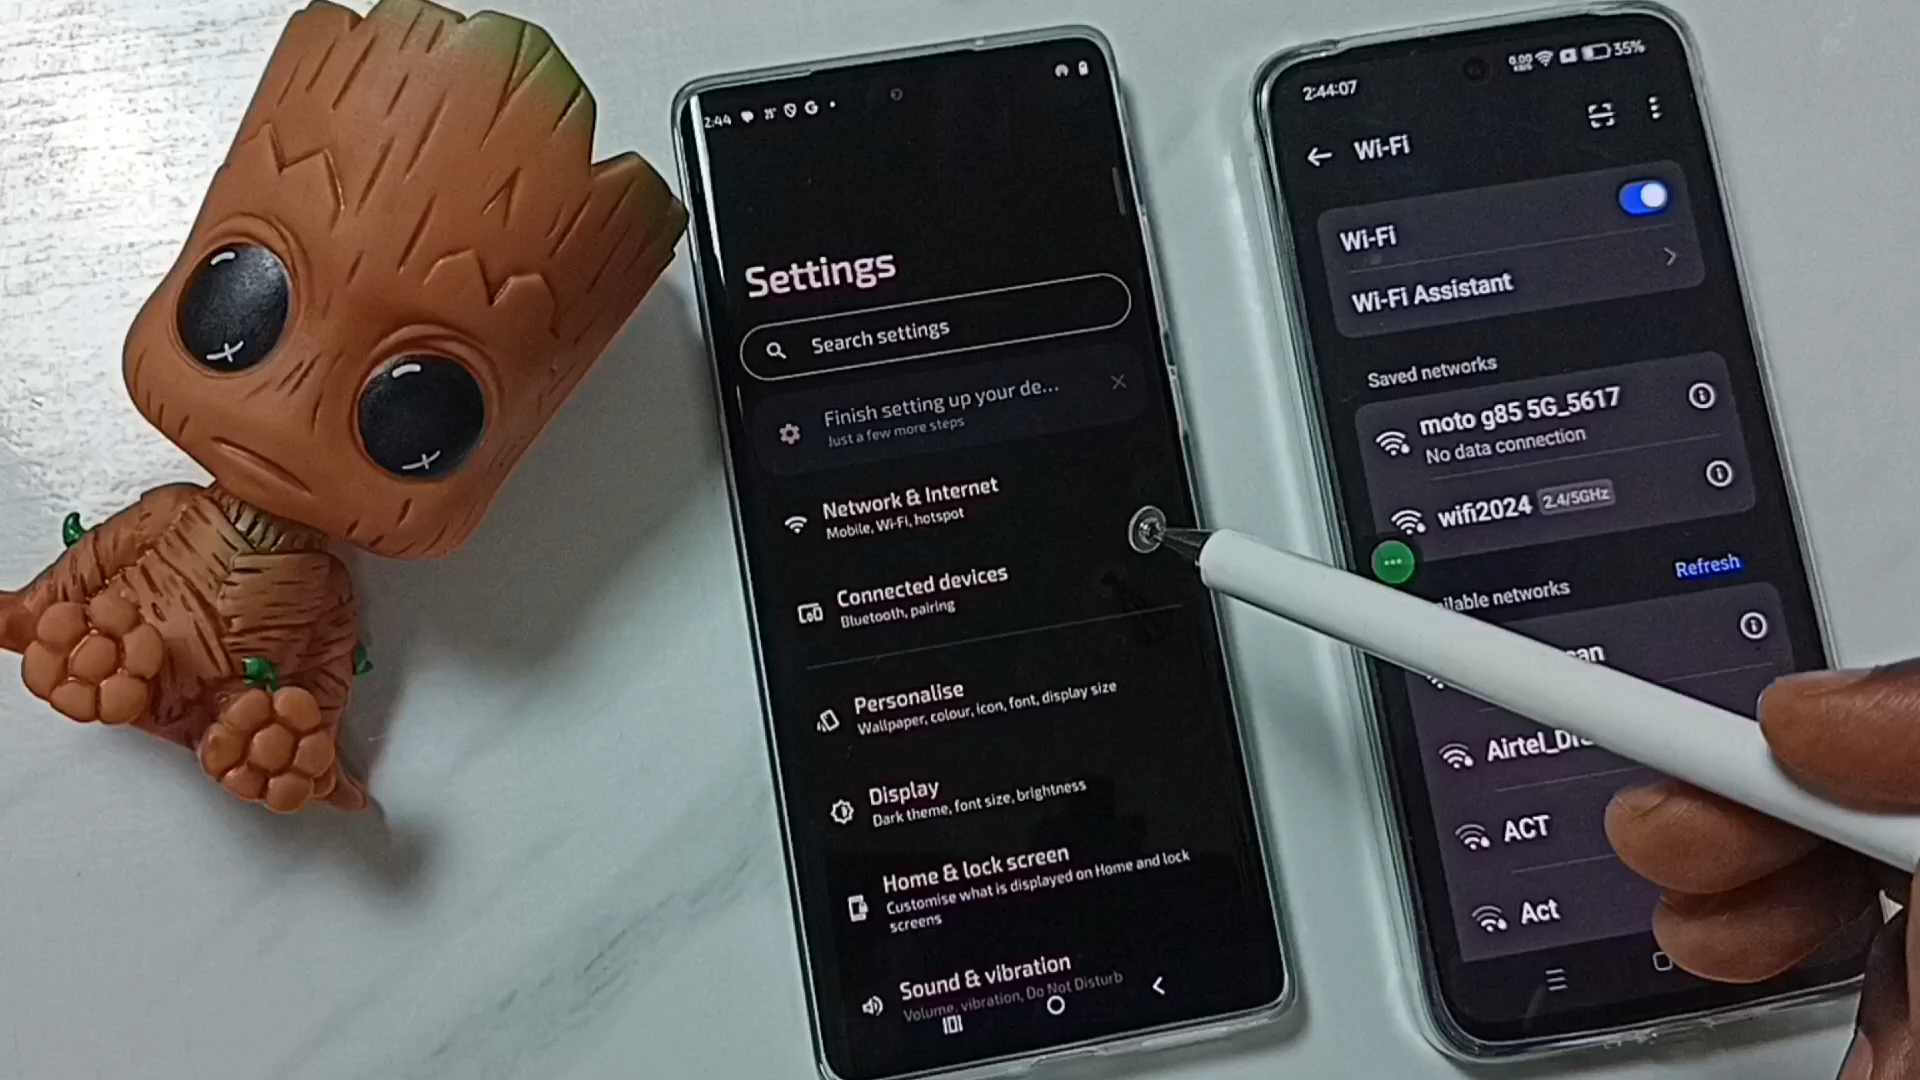 2:44
Settings
Search settings
Finish setting up your de...
Just a few more steps
Network & Internet
Mobile, Wi-Fi, hotspot
Connected devices
Bluetooth, pairing
Personalise
Wallpaper, colour, icon, font, display size
Display
Dark theme, font size, brightness
Home & lock screen
Customise what is displayed on Home and lock
screens
Sound & vibration
Volume, vibration, Do Not Disturb
2:44:07
35%
Wi-Fi
Wi-Fi
Wi-Fi Assistant
Saved networks
moto g85 5G_5617
No data connection
wifi2024 2.4/5GHz
networks Refresh
ACT
Act